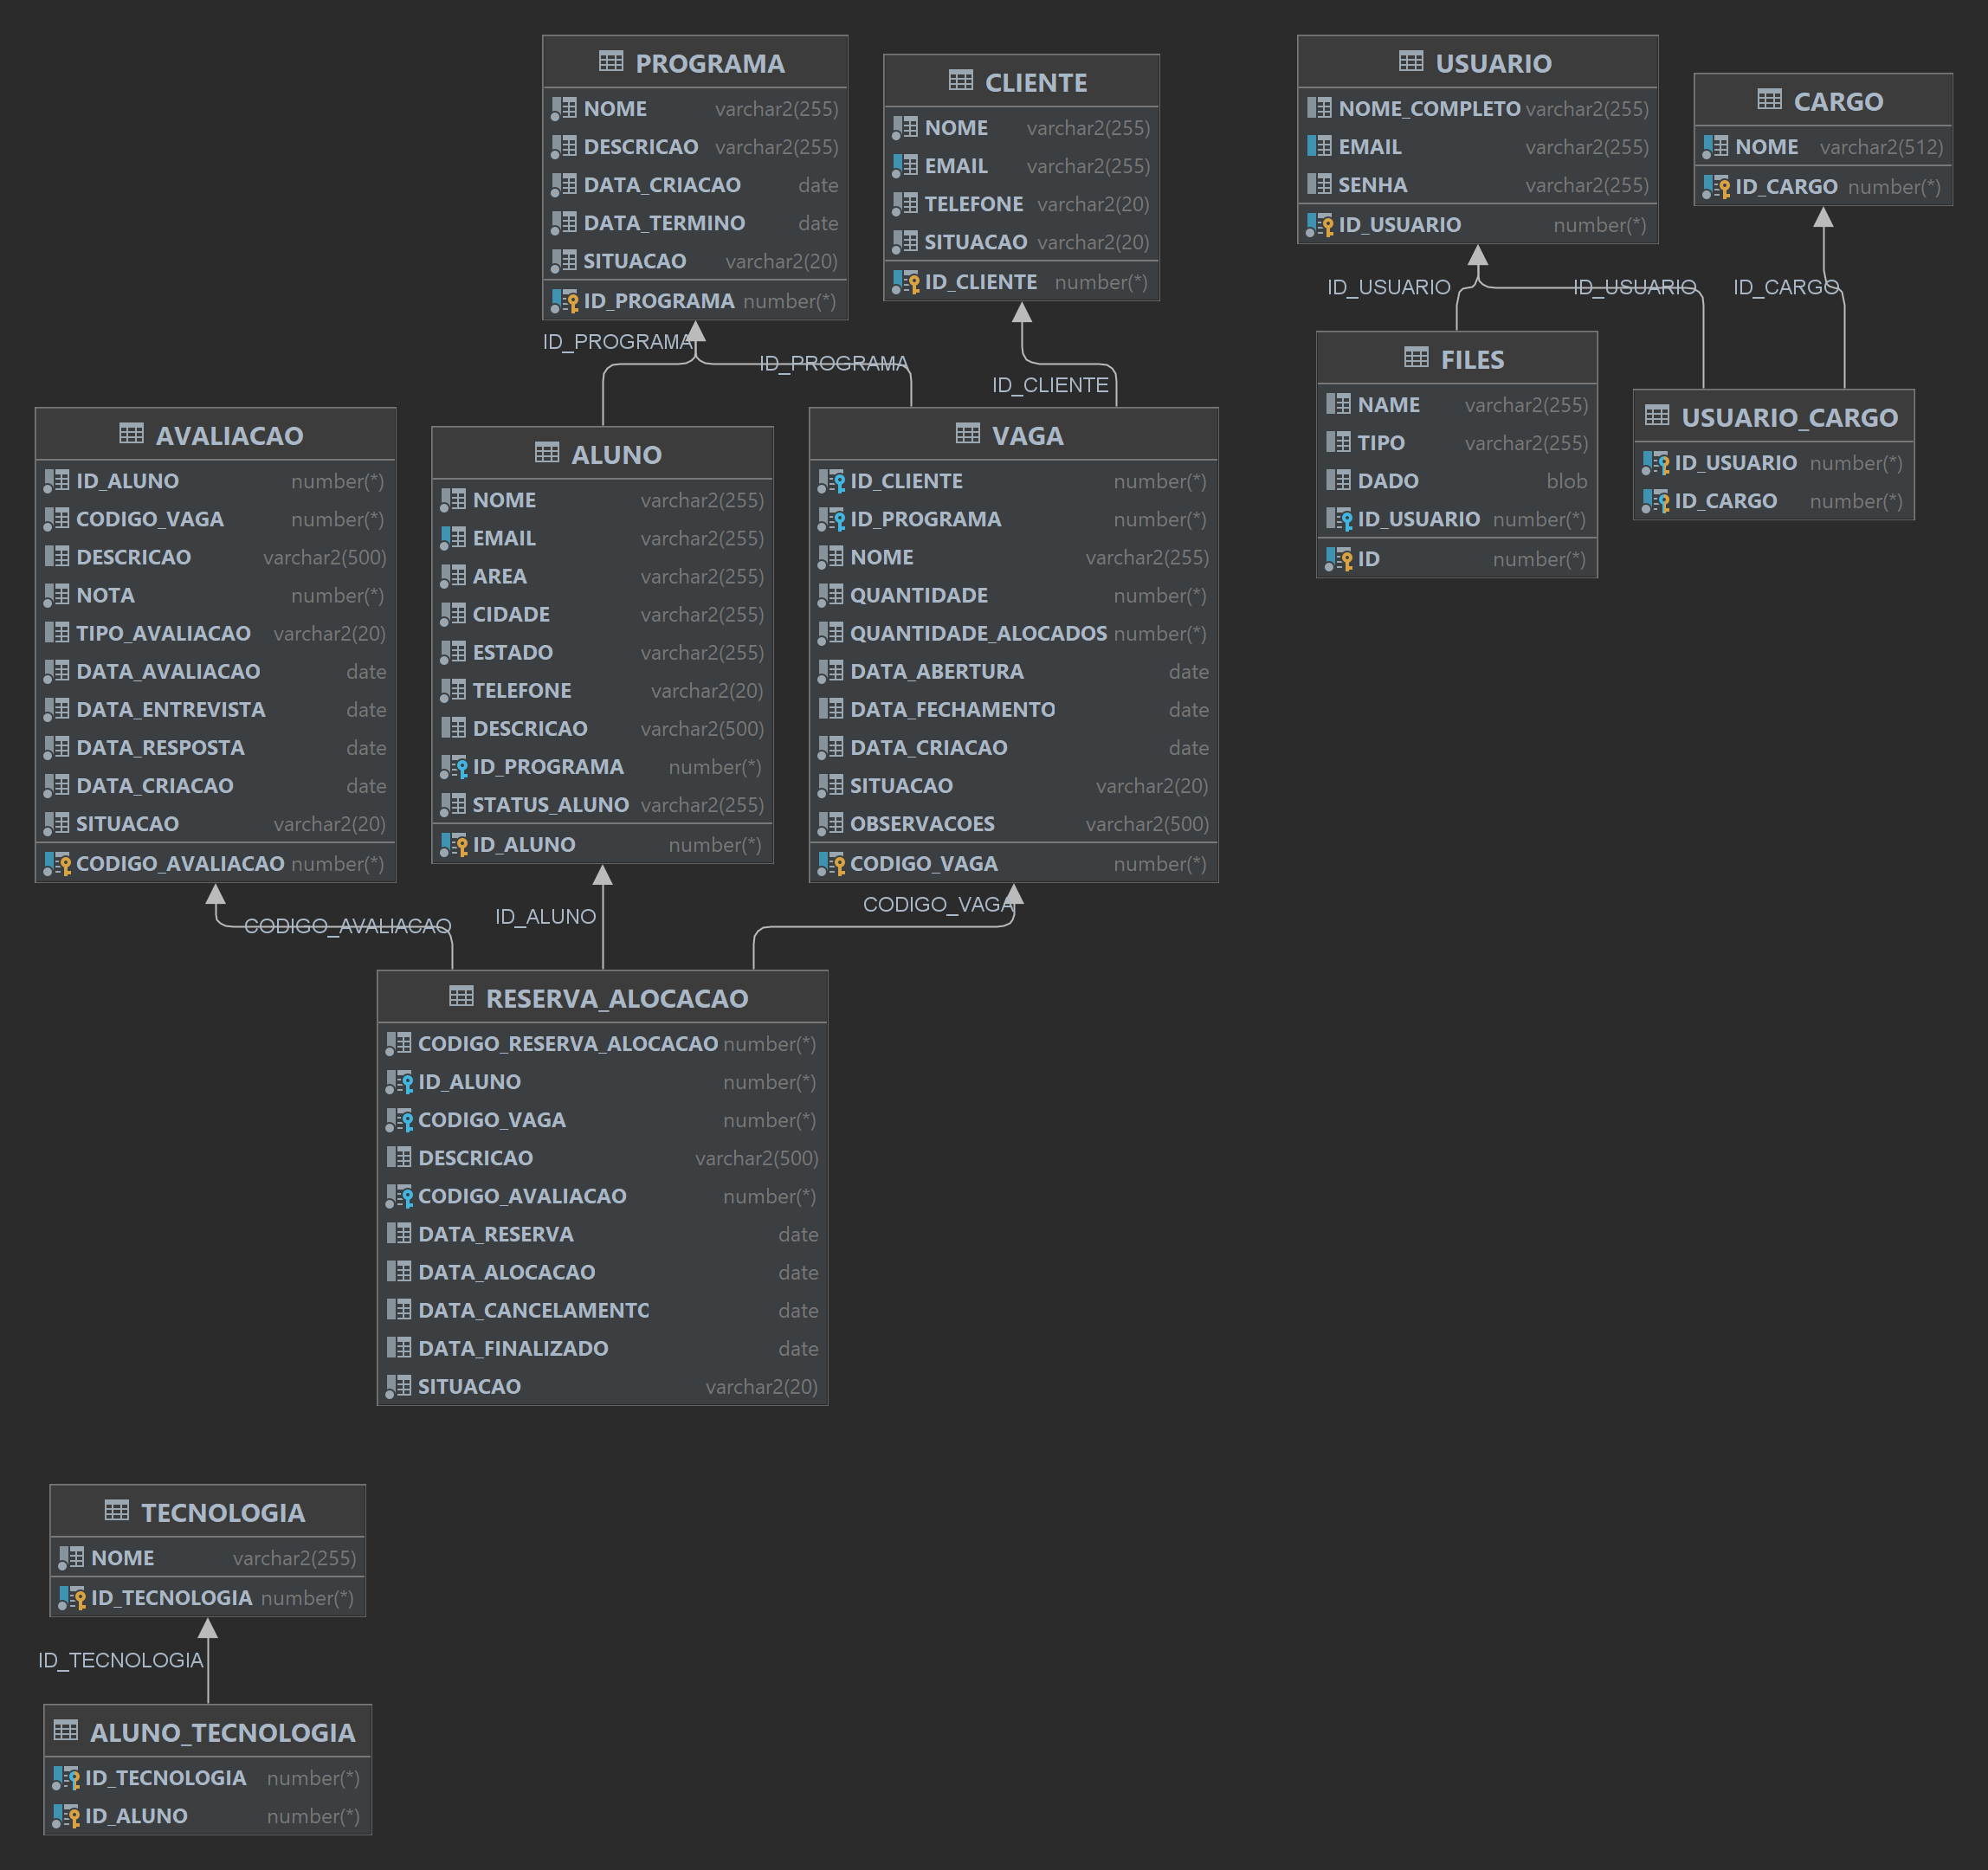 PROGRAMA
NOME varchar2(255)
DESCRICAO varchar2(255)
DATA_CRIACAO date
DATA_TERMINO date
SITUACAO varchar2(20)
ID_PROGRAMA number(*)
CLIENTE
NOME varchar2(255)
EMAIL varchar2(255)
TELEFONE varchar2(20)
SITUACAO varchar2(20)
ID_CLIENTE number(*)
USUARIO
NOME_COMPLETO varchar2(255)
EMAIL varchar2(255)
SENHA varchar2(255)
ID_USUARIO number(*)
CARGO
NOME varchar2(512)
ID_CARGO number(*)
ID_USUARIO
ID_USUARIO
ID_CARGO
ID_PROGRAMA
ID_PROGRAMA
ID_CLIENTE
FILES
NAME varchar2(255)
TIPO varchar2(255)
DADO blob
ID_USUARIO number(*)
ID number(*)
USUARIO_CARGO
ID_USUARIO number(*)
ID_CARGO number(*)
AVALIACAO
ID_ALUNO number(*)
CODIGO_VAGA number(*)
DESCRICAO varchar2(500)
NOTA number(*)
TIPO_AVALIACAO varchar2(20)
DATA_AVALIACAO date
DATA_ENTREVISTA date
DATA_RESPOSTA date
DATA_CRIACAO date
SITUACAO varchar2(20)
CODIGO_AVALIACAO number(*)
ALUNO
NOME varchar2(255)
EMAIL varchar2(255)
AREA varchar2(255)
CIDADE varchar2(255)
ESTADO varchar2(255)
TELEFONE varchar2(20)
DESCRICAO varchar2(500)
ID_PROGRAMA number(*)
STATUS_ALUNO varchar2(255)
ID_ALUNO number(*)
VAGA
ID_CLIENTE number(*)
ID_PROGRAMA number(*)
NOME varchar2(255)
QUANTIDADE number(*)
QUANTIDADE_ALOCADOS number(*)
DATA_ABERTURA date
DATA_FECHAMENTO date
DATA_CRIACAO date
SITUACAO varchar2(20)
OBSERVACOES varchar2(500)
CODIGO_VAGA number(*)
CODIGO_AVALIACAO
ID_ALUNO
CODIGO_VAGA
RESERVA_ALOCACAO
CODIGO_RESERVA_ALOCACAO number(*)
ID_ALUNO number(*)
CODIGO_VAGA number(*)
DESCRICAO varchar2(500)
CODIGO_AVALIACAO number(*)
DATA_RESERVA date
DATA_ALOCACAO date
DATA_CANCELAMENTO date
DATA_FINALIZADO date
SITUACAO varchar2(20)
TECNOLOGIA
NOME varchar2(255)
ID_TECNOLOGIA number(*)
ID_TECNOLOGIA
ALUNO_TECNOLOGIA
ID_TECNOLOGIA number(*)
ID_ALUNO number(*)